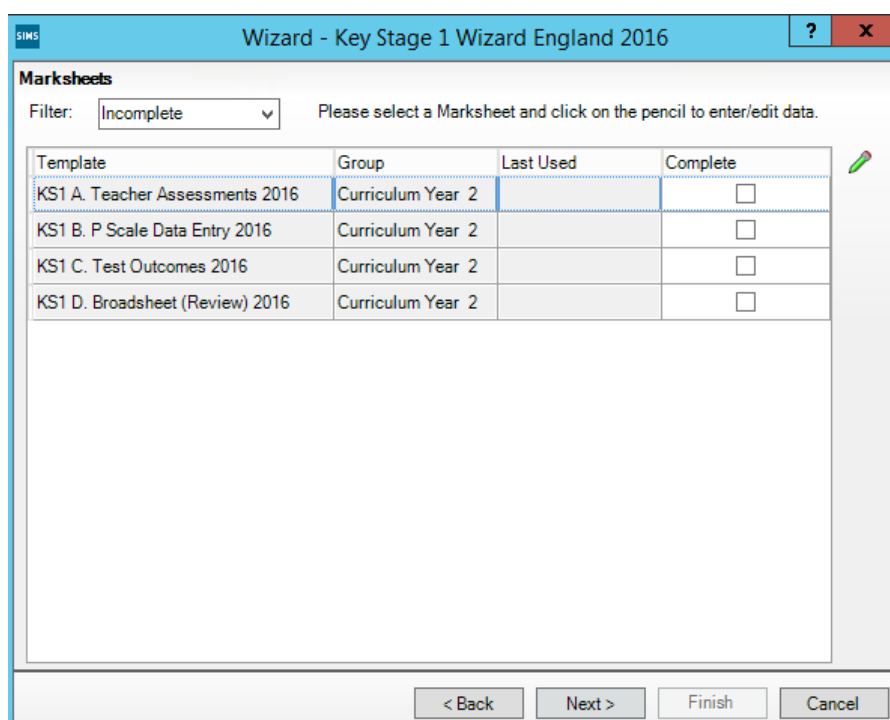 SIMS Wizard - Key Stage 1 Wizard England 2016 ? x
Marksheets
Filter: Incomplete Please select a Marksheet and click on the pencil to enter/edit data.
Template Group Last Used Complete
KS1 A. Teacher Assessments 2016 Curriculum Year 2
KS1 B. P Scale Data Entry 2016 Curriculum Year 2
KS1 C. Test Outcomes 2016 Curriculum Year 2
KS1 D. Broadsheet (Review) 2016 Curriculum Year 2
< Back Next > Finish Cancel